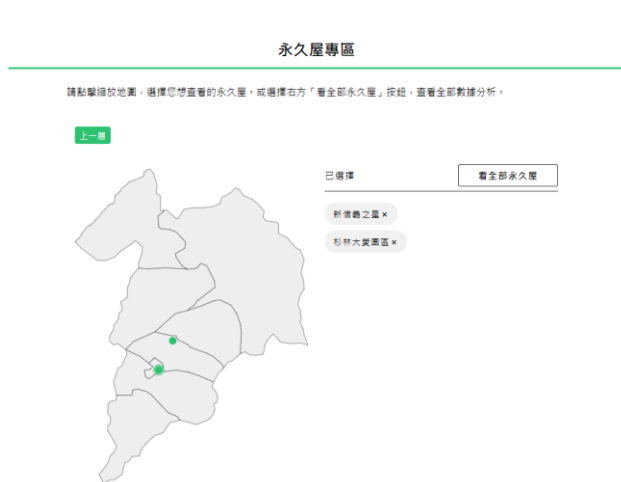 永久屋專區
請點擊縮放地圖，選擇您想查看的永久屋。或選擇右方「看全部永久屋」按鈕，查看全部數據分析。
上一層
已選擇
看全部永久屋
新信義之星 ×
杉林大愛園區 ×